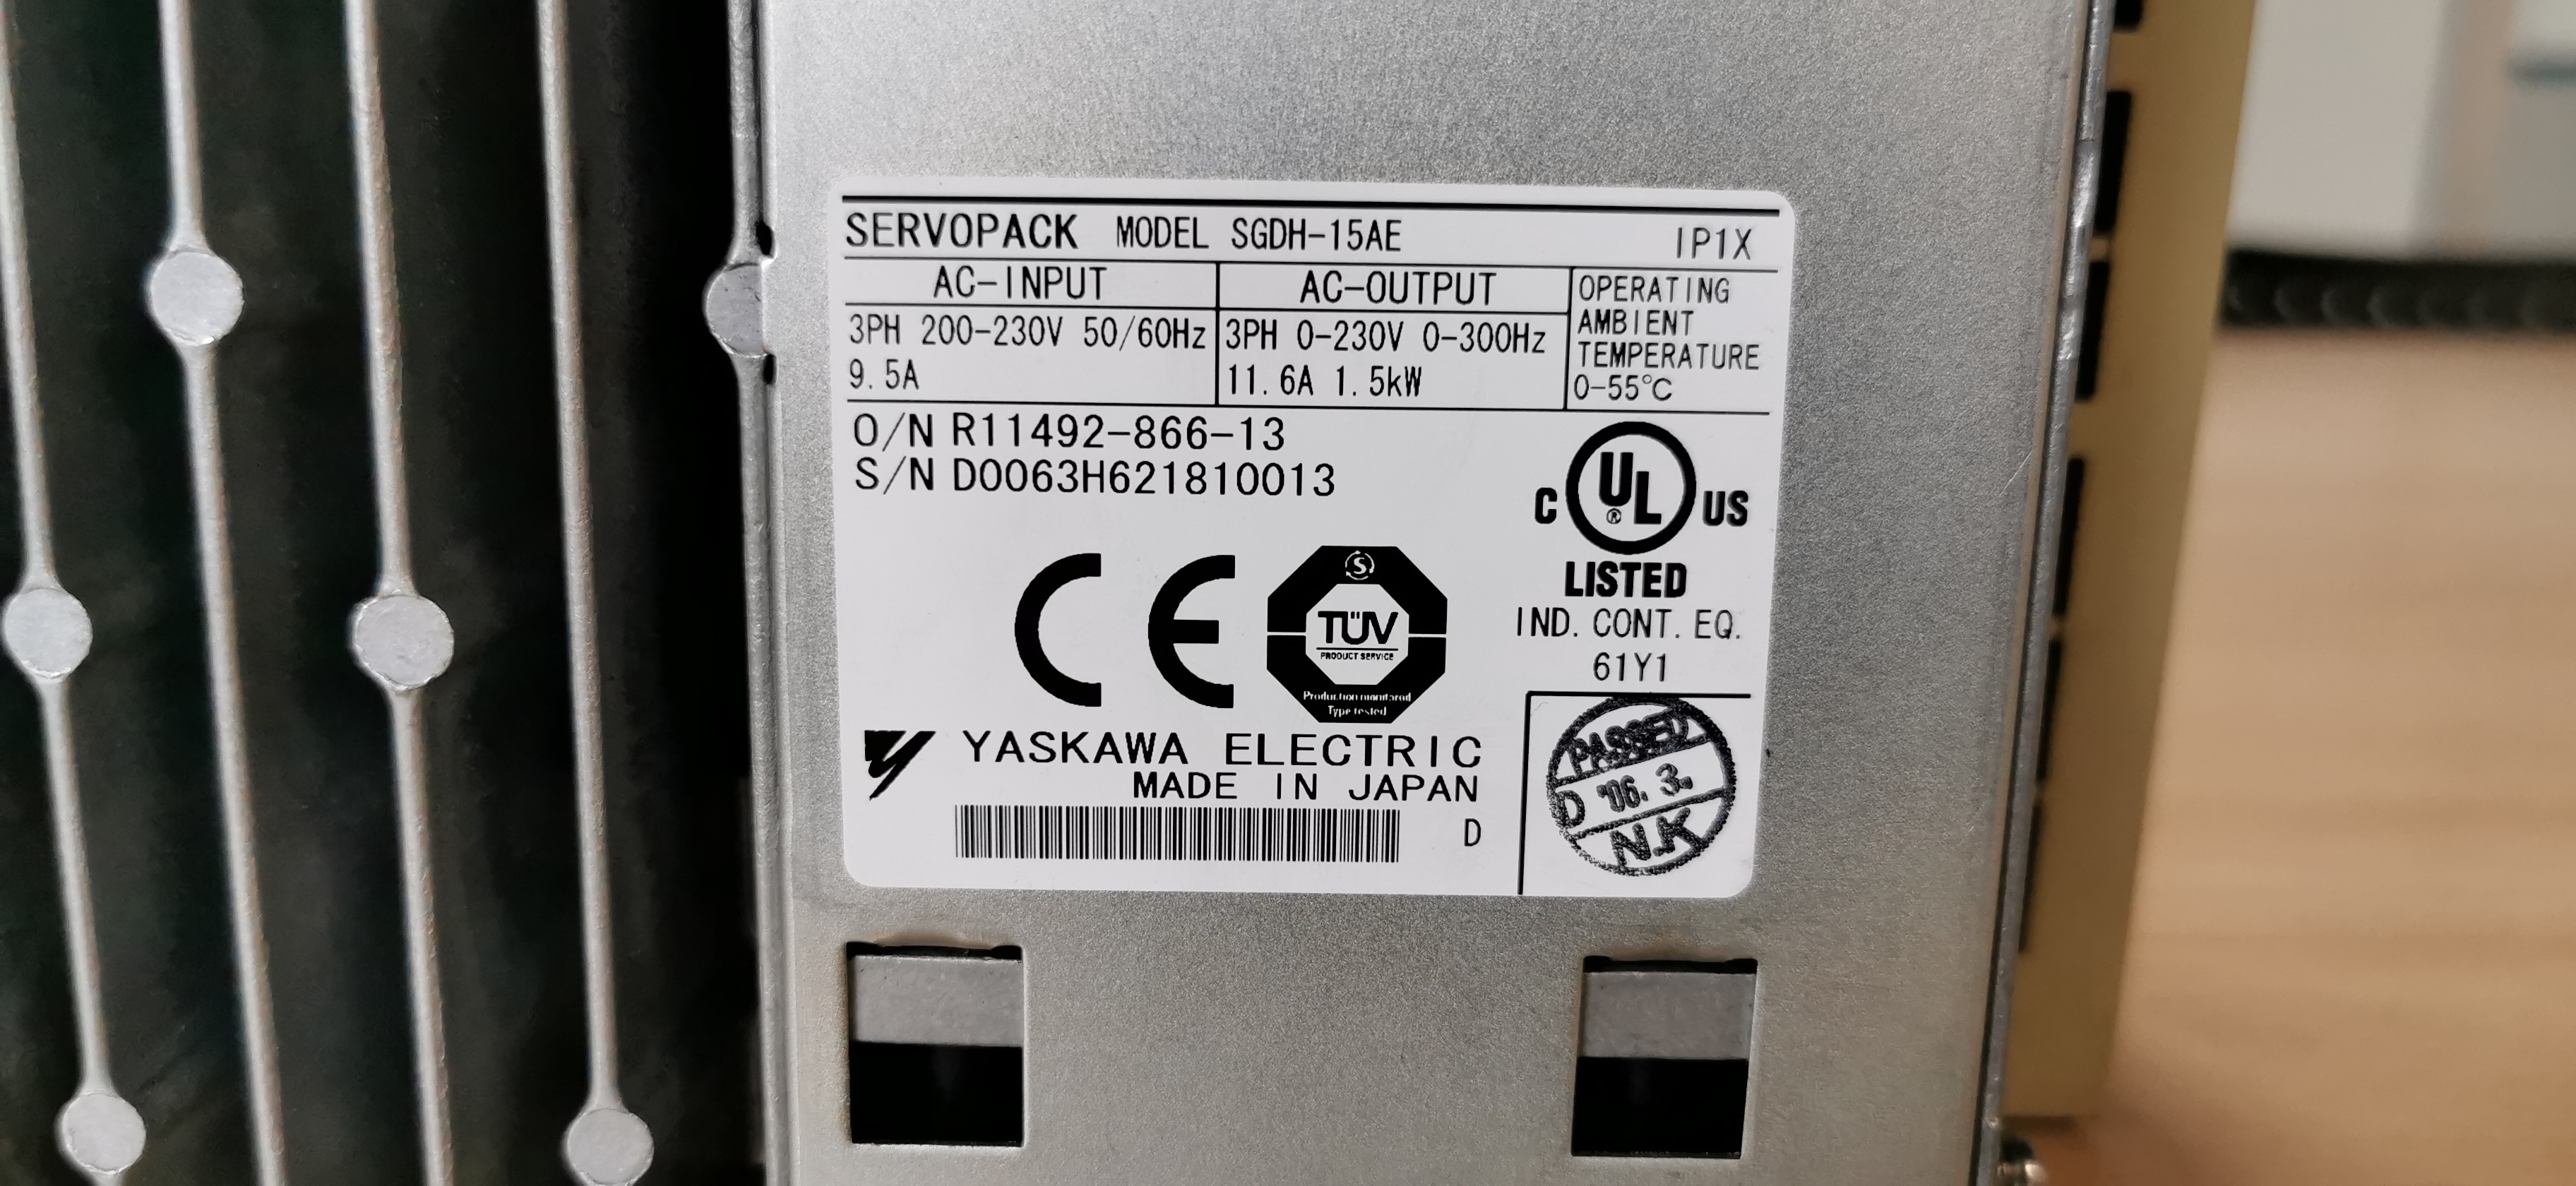 SERVOPACK MODEL SGDH-15AE IP1X
AC-INPUT
3PH 200-230V 50/60Hz
9.5A
AC-OUTPUT
3PH 0-230V 0-300Hz
11.6A 1.5kW
OPERATING
AMBIENT
TEMPERATURE
0-55°C
O/N R11492-866-13
S/N D0063H621810013
C UL ® US
LISTED
IND. CONT. EQ.
61Y1
CE
S
TÜV
PRODUCT SERVICE
Production monitored
Type tested
YASKAWA ELECTRIC
MADE IN JAPAN
D
PASSED
D '06. 3.
N.K